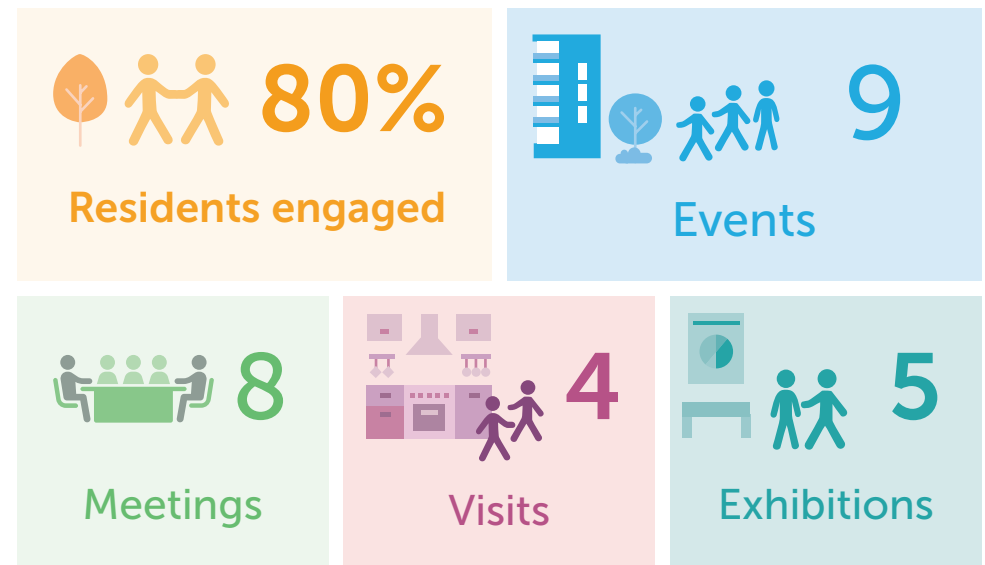 80%
Residents engaged
9
Events
8
Meetings
4
Visits
5
Exhibitions